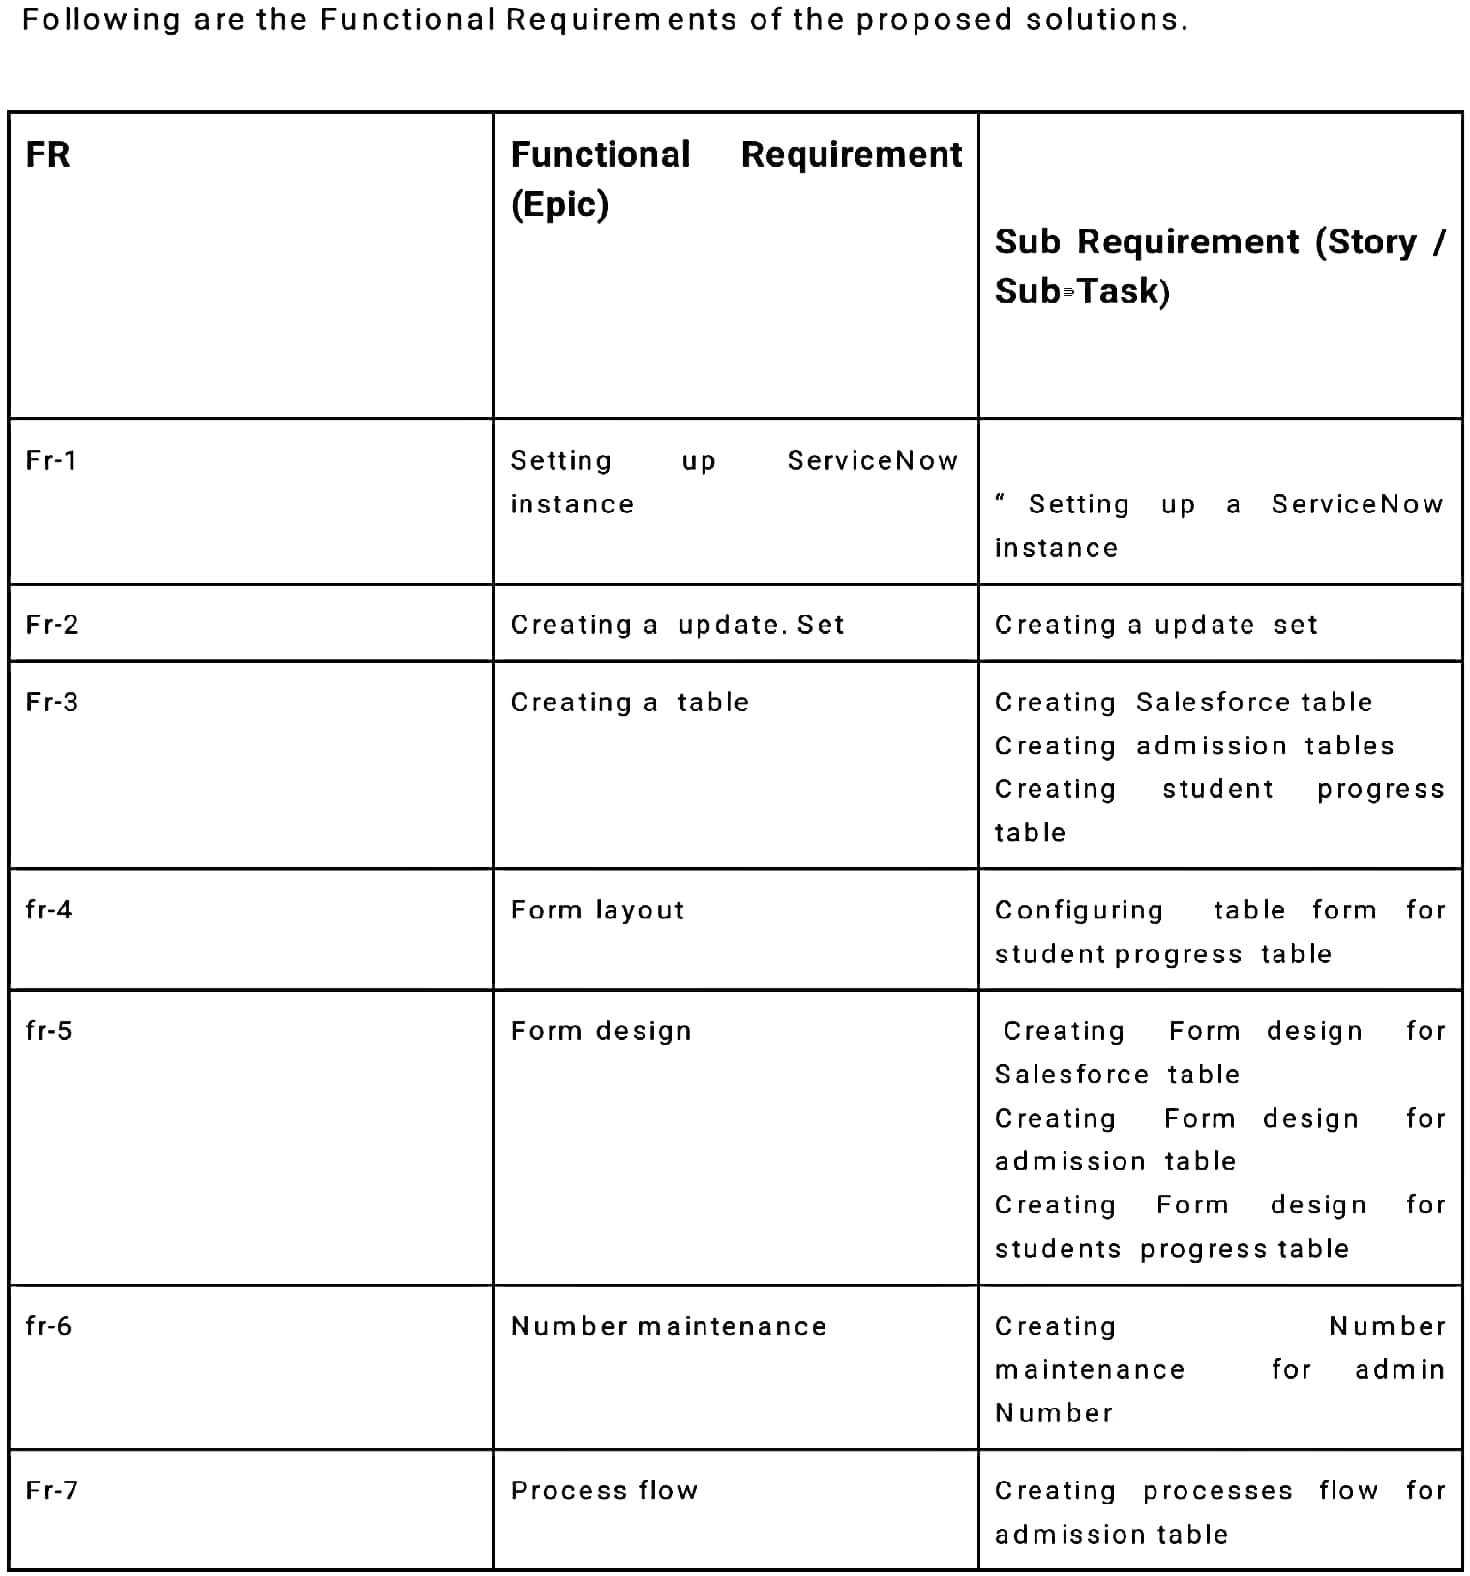 Following are the Functional Requirements of the proposed solutions.
FR
Functional Requirement
(Epic)
Sub Requirement (Story /
Sub-Task)
Fr-1
Setting up ServiceNow
instance
“ Setting up a ServiceNow
instance
Fr-2
Creating a update. Set
Creating a update set
Fr-3
Creating a table
Creating Salesforce table
Creating admission tables
Creating student progress
table
fr-4
Form layout
Configuring table form for
student progress table
fr-5
Form design
Creating Form design for
Salesforce table
Creating Form design for
admission table
Creating Form design for
students progress table
fr-6
Number maintenance
Creating Number
maintenance for admin
Number
Fr-7
Process flow
Creating processes flow for
admission table